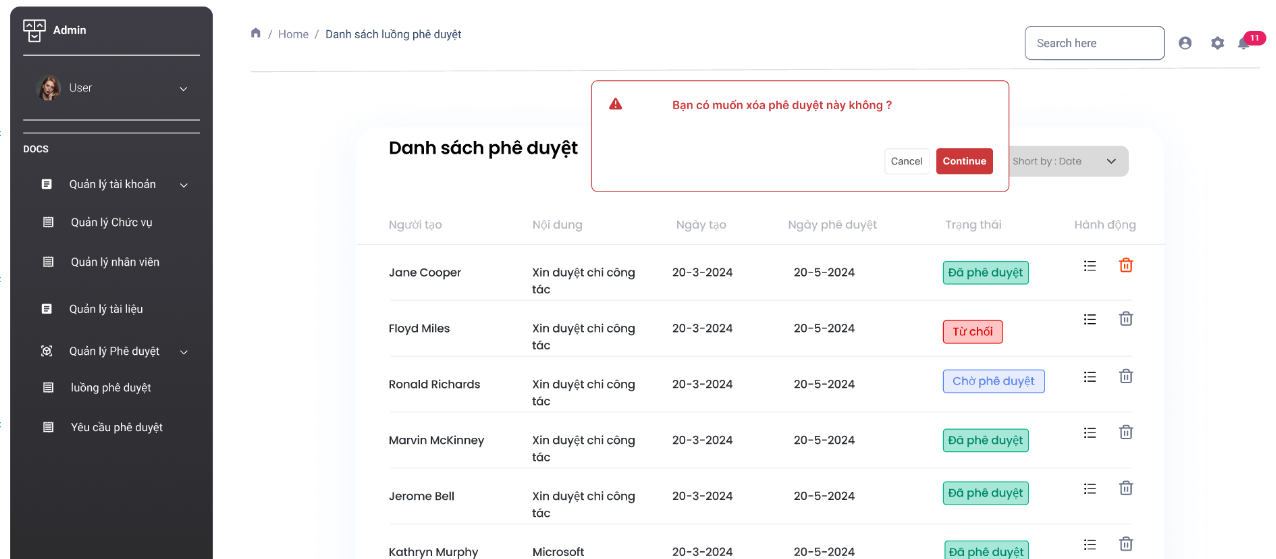 Admin
/ Home / Danh sách luồng phê duyệt
Search here
11
User
Bạn có muốn xóa phê duyệt này không ?
Cancel
Continue
DOCS
Quản lý tài khoản
Quản lý Chức vụ
Quản lý nhân viên
Quản lý tài liệu
Quản lý Phê duyệt
luồng phê duyệt
Yêu cầu phê duyệt
Danh sách phê duyệt
Short by : Date
Người tạo Nội dung Ngày tạo Ngày phê duyệt Trạng thái Hành động
Jane Cooper Xin duyệt chi công 20-3-2024 20-5-2024 Đã phê duyệt
tác
Floyd Miles Xin duyệt chi công 20-3-2024 20-5-2024 Từ chối
tác
Ronald Richards Xin duyệt chi công 20-3-2024 20-5-2024 Chờ phê duyệt
tác
Marvin McKinney Xin duyệt chi công 20-3-2024 20-5-2024 Đã phê duyệt
tác
Jerome Bell Xin duyệt chi công 20-3-2024 20-5-2024 Đã phê duyệt
tác
Kathryn Murphy Microsoft 20-3-2024 20-5-2024 Đã phê duyệt